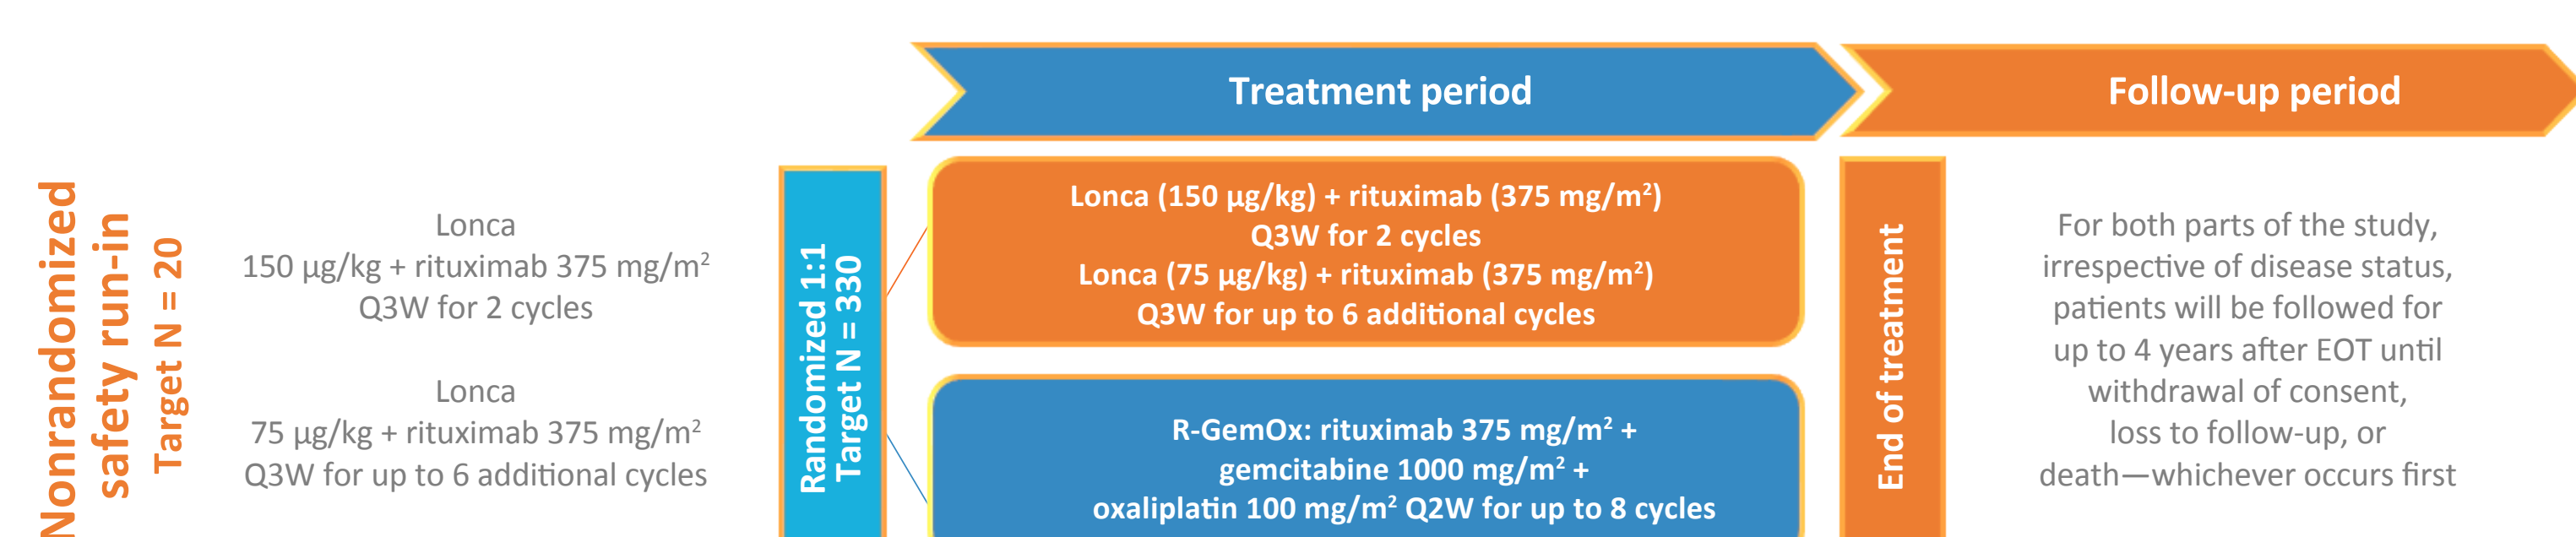 Treatment period
Follow-up period
Nonrandomized
safety run-in
Target N = 20
Lonca
150 µg/kg + rituximab 375 mg/m²
Q3W for 2 cycles
Lonca
75 µg/kg + rituximab 375 mg/m²
Q3W for up to 6 additional cycles
Randomized 1:1
Target N = 330
Lonca (150 µg/kg) + rituximab (375 mg/m²)
Q3W for 2 cycles
Lonca (75 µg/kg) + rituximab (375 mg/m²)
Q3W for up to 6 additional cycles
R-GemOx: rituximab 375 mg/m² +
gemcitabine 1000 mg/m² +
oxaliplatin 100 mg/m² Q2W for up to 8 cycles
End of treatment
For both parts of the study,
irrespective of disease status,
patients will be followed for
up to 4 years after EOT until
withdrawal of consent,
loss to follow-up, or
death—whichever occurs first